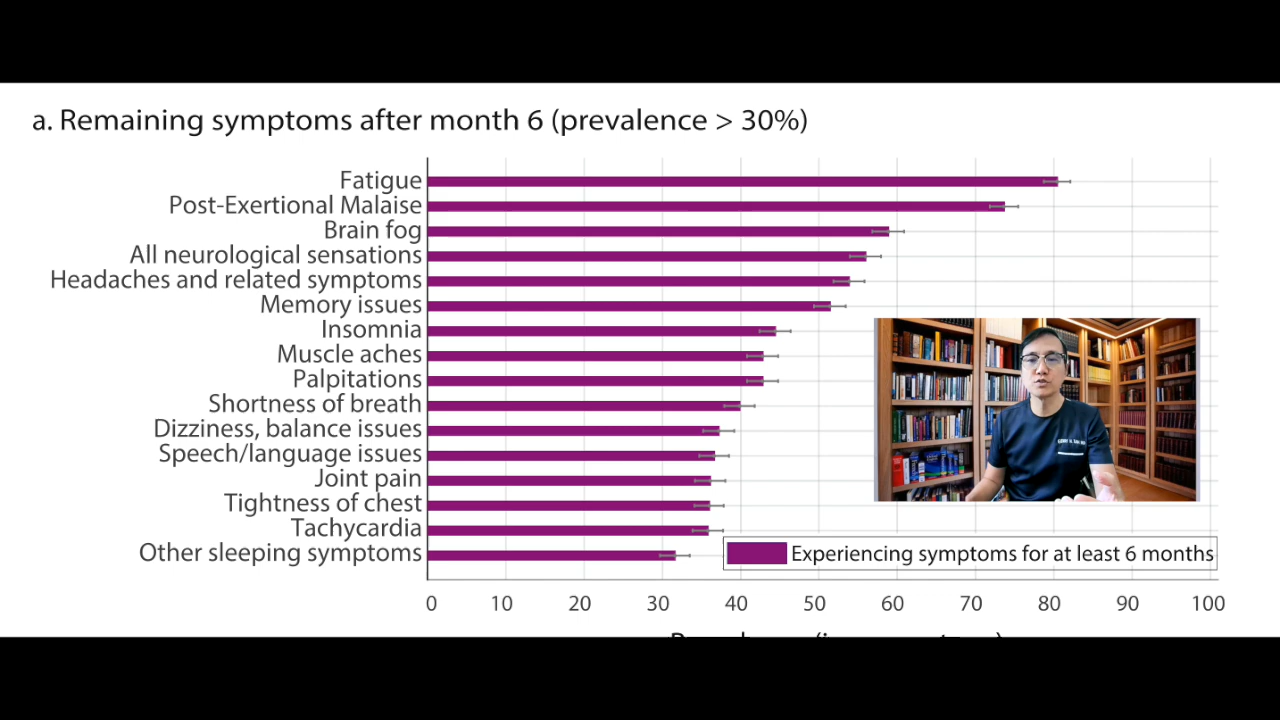 a. Remaining symptoms after month 6 (prevalence > 30%)
Fatigue
Post-Exertional Malaise
Brain fog
All neurological sensations
Headaches and related symptoms
Memory issues
Insomnia
Muscle aches
Palpitations
Shortness of breath
Dizziness, balance issues
Speech/language issues
Joint pain
Tightness of chest
Tachycardia
Other sleeping symptoms
Experiencing symptoms for at least 6 months
0 10 20 30 40 50 60 70 80 90 100